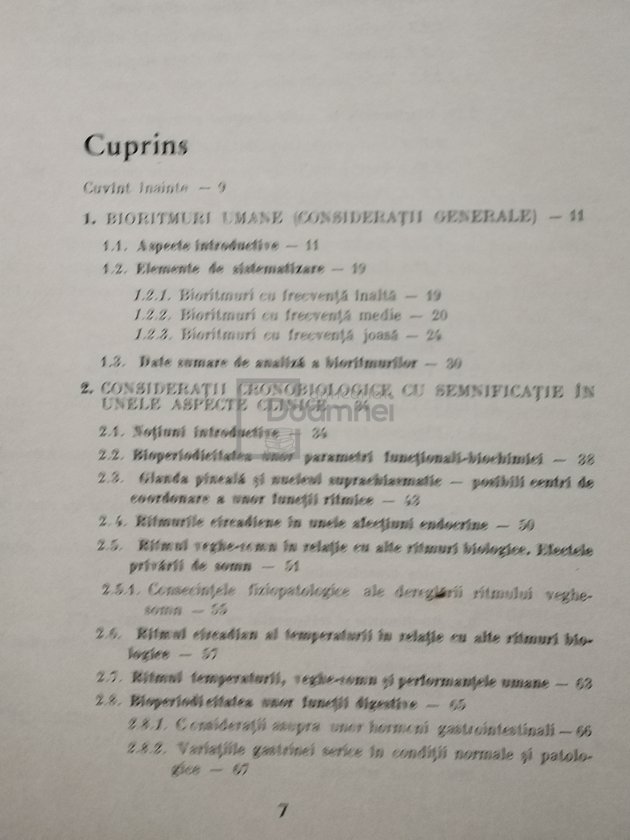 Cuprins
Cuvînt înainte — 9
1. BIORITMURI UMANE (CONSIDERAȚII GENERALE) — 11
1.1. Aspecte introductive — 11
1.2. Elemente de sistematizare — 19
1.2.1. Bioritmuri cu frecvență înaltă — 19
1.2.2. Bioritmuri cu frecvență medie — 20
1.2.3. Bioritmuri cu frecvență joasă — 24
1.3. Date sumare de analiză a bioritmurilor — 30
2. CONSIDERAȚII CRONOBIOLOGICE CU SEMNIFICAȚIE ÎN
UNELE ASPECTE CLINICE — 34
Doamnei
2.1. Noțiuni introductive — 34
2.2. Bioperiodicitatea unor parametri funcționali-biochimici — 38
2.3. Glanda pineală și nucleul suprachiasmatic — posibili centri de
coordonare a unor funcții ritmice — 43
2.4. Ritmurile circadiene în unele afecțiuni endocrine — 50
2.5. Ritmul veghe-somn în relație cu alte ritmuri biologice. Efectele
privării de somn — 51
2.5.1. Consecințele fiziopatologice ale dereglării ritmului veghe-
somn — 55
2.6. Ritmul circadian al temperaturii în relație cu alte ritmuri bio-
logice — 57
2.7. Ritmul temperaturii, veghe-somn și performanțele umane — 63
2.8. Bioperiodicitatea unor funcții digestive — 65
2.8.1. Considerații asupra unor hormoni gastrointestinali — 66
2.8.2. Variațiile gastrinei serice în condiții normale și patolo-
gice — 67
7